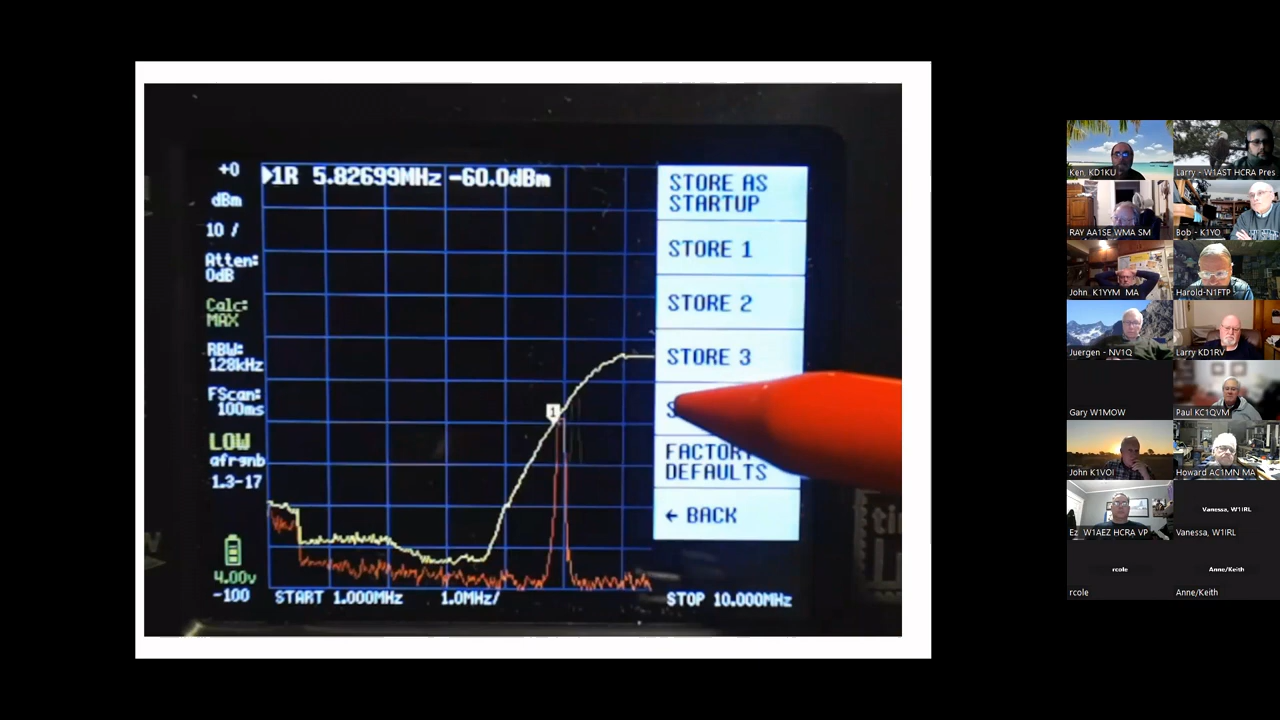 +0
▶1R 5.82699MHz -60.0dBm
dBm
10 /
Atten:
0dB
Calc:
MAX
RBW:
128kHz
FScan:
100ms
LOW
1.3-17
4.00v
-100
START 1.000MHz
1.0MHz/
STOP 10.000MHz
1
STORE AS
STARTUP
STORE 1
STORE 2
STORE 3
S
FACTORY
DEFAULTS
← BACK
Ken KD1KU
Larry - W1AST HCRA Pres
RAY AA1SE WMA SM
Bob - K1YO
John K1YYM MA
Harold-N1FTP
Juergen - NV1Q
Larry KD1RV
Gary W1MOW
Paul KC1QVM
John K1VOI
Howard AC1MN MA
Ez W1AEZ HCRA VP
Vanessa, W1IRL
Vanessa, W1IRL
rcole
rcole
Anne/Keith
Anne/Keith